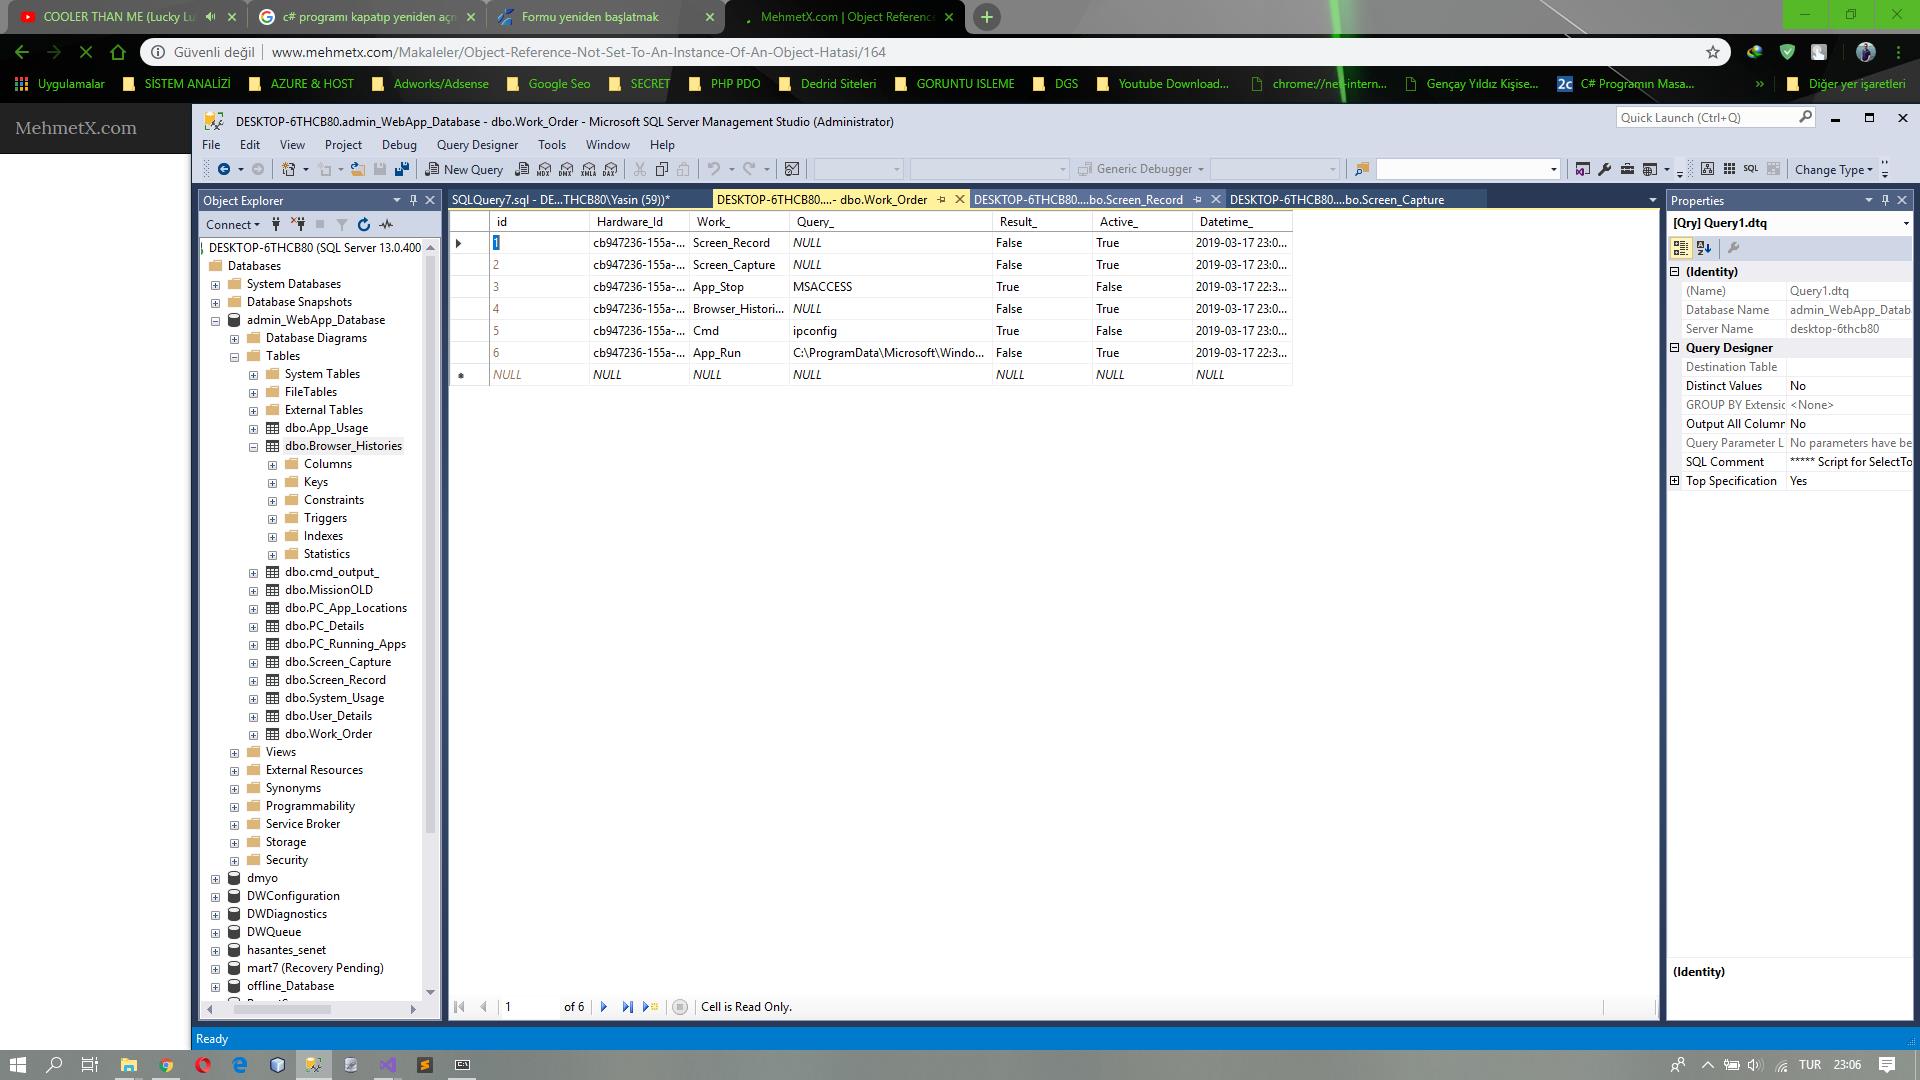 COOLER THAN ME (Lucky Lu
c# programı kapatıp yeniden açm
Formu yeniden başlatmak
MehmetX.com | Object Reference
Güvenli değil
www.mehmetx.com/Makaleler/Object-Reference-Not-Set-To-An-Instance-Of-An-Object-Hatasi/164
Uygulamalar
SİSTEM ANALİZİ
AZURE & HOST
Adworks/Adsense
Google Seo
SECRET
PHP PDO
Dedrid Siteleri
GORUNTU ISLEME
DGS
Youtube Download...
chrome://net-intern...
Gençay Yıldız Kişise...
2c C# Programın Masa...
»
Diğer yer işaretleri
MehmetX.com
DESKTOP-6THCB80.admin_WebApp_Database - dbo.Work_Order - Microsoft SQL Server Management Studio (Administrator)
Quick Launch (Ctrl+Q)
File Edit View Project Debug Query Designer Tools Window Help
New Query
MDX DMX XMLA DAX
Generic Debugger
SQL
Change Type
Object Explorer
SQLQuery7.sql - DE...THCB80\Yasin (59))*
DESKTOP-6THCB80....- dbo.Work_Order
DESKTOP-6THCB80....bo.Screen_Record
DESKTOP-6THCB80....bo.Screen_Capture
Connect
DESKTOP-6THCB80 (SQL Server 13.0.400
Databases
System Databases
Database Snapshots
admin_WebApp_Database
Database Diagrams
Tables
System Tables
FileTables
External Tables
dbo.App_Usage
dbo.Browser_Histories
Columns
Keys
Constraints
Triggers
Indexes
Statistics
dbo.cmd_output_
dbo.MissionOLD
dbo.PC_App_Locations
dbo.PC_Details
dbo.PC_Running_Apps
dbo.Screen_Capture
dbo.Screen_Record
dbo.System_Usage
dbo.User_Details
dbo.Work_Order
Views
External Resources
Synonyms
Programmability
Service Broker
Storage
Security
dmyo
DWConfiguration
DWDiagnostics
DWQueue
hasantes_senet
mart7 (Recovery Pending)
offline_Database
id Hardware_Id Work_ Query_ Result_ Active_ Datetime_
1 cb947236-155a-... Screen_Record NULL False True 2019-03-17 23:0...
2 cb947236-155a-... Screen_Capture NULL False True 2019-03-17 23:0...
3 cb947236-155a-... App_Stop MSACCESS True False 2019-03-17 22:3...
4 cb947236-155a-... Browser_Histori... NULL False True 2019-03-17 23:0...
5 cb947236-155a-... Cmd ipconfig True False 2019-03-17 23:0...
6 cb947236-155a-... App_Run C:\ProgramData\Microsoft\Windo... False True 2019-03-17 22:3...
NULL NULL NULL NULL NULL NULL NULL
1 of 6
Cell is Read Only.
Properties
[Qry] Query1.dtq
(Identity)
(Name) Query1.dtq
Database Name admin_WebApp_Datab
Server Name desktop-6thcb80
Query Designer
Destination Table
Distinct Values No
GROUP BY Extensic <None>
Output All Column No
Query Parameter L No parameters have be
SQL Comment ***** Script for SelectTo
Top Specification Yes
(Identity)
Ready
TUR 23:06